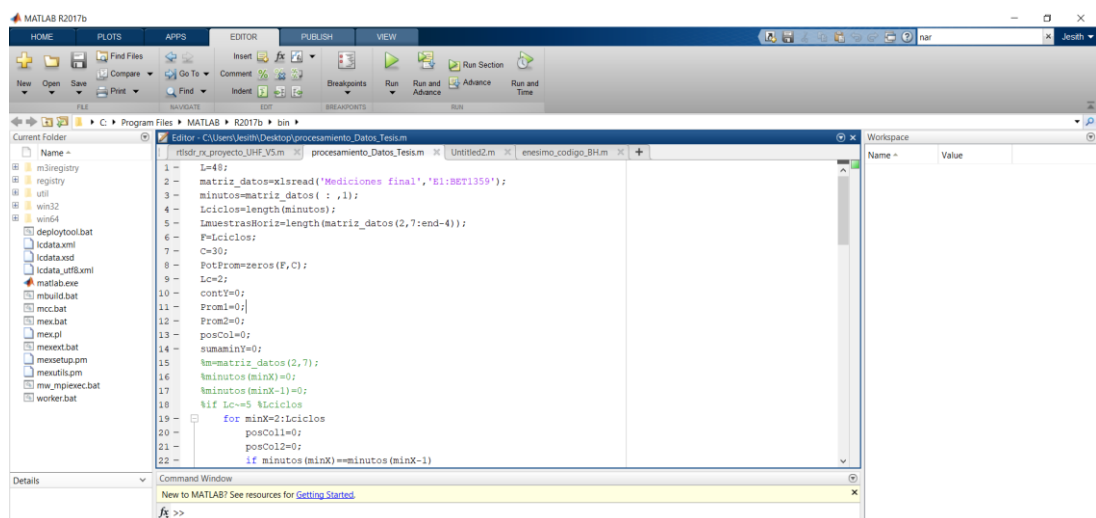 MATLAB R2017b
HOME PLOTS APPS EDITOR PUBLISH VIEW nar Jesith
New Open Save Find Files Compare Print
Go To Find
Insert fx
Comment
Indent
Breakpoints
Run Run and Advance Run Section Advance Run and Time
FILE NAVIGATE EDIT BREAKPOINTS RUN
C: Program Files MATLAB R2017b bin
Current Folder
Name
m3iregistry
registry
util
win32
win64
deploytool.bat
lcdata.xml
lcdata.xsd
lcdata_utf8.xml
matlab.exe
mbuild.bat
mcc.bat
mex.bat
mex.pl
mexext.bat
mexsetup.pm
mexutils.pm
mw_mpiexec.bat
worker.bat
Details
Editor - C:\Users\Jesith\Desktop\procesamiento_Datos_Tesis.m
rtlsdr_rx_proyecto_UHF_V5.m procesamiento_Datos_Tesis.m Untitled2.m enesimo_codigo_BH.m +
1 - L=48;
2 - matriz_datos=xlsread('Mediciones final','E1:BET1359');
3 - minutos=matriz_datos( : ,1);
4 - Lciclos=length(minutos);
5 - LmuestrasHoriz=length(matriz_datos(2,7:end-4));
6 - F=Lciclos;
7 - C=30;
8 - PotProm=zeros(F,C);
9 - Lc=2;
10 - contY=0;
11 - Prom1=0;
12 - Prom2=0;
13 - posCol=0;
14 - sumaminY=0;
15 %m=matriz_datos(2,7);
16 %minutos(minX)=0;
17 %minutos(minX-1)=0;
18 %if Lc~=5 %Lciclos
19 - for minX=2:Lciclos
20 - posCol1=0;
21 - posCol2=0;
22 - if minutos(minX)==minutos(minX-1)
Command Window
New to MATLAB? See resources for Getting Started.
fx >>
Workspace
Name Value